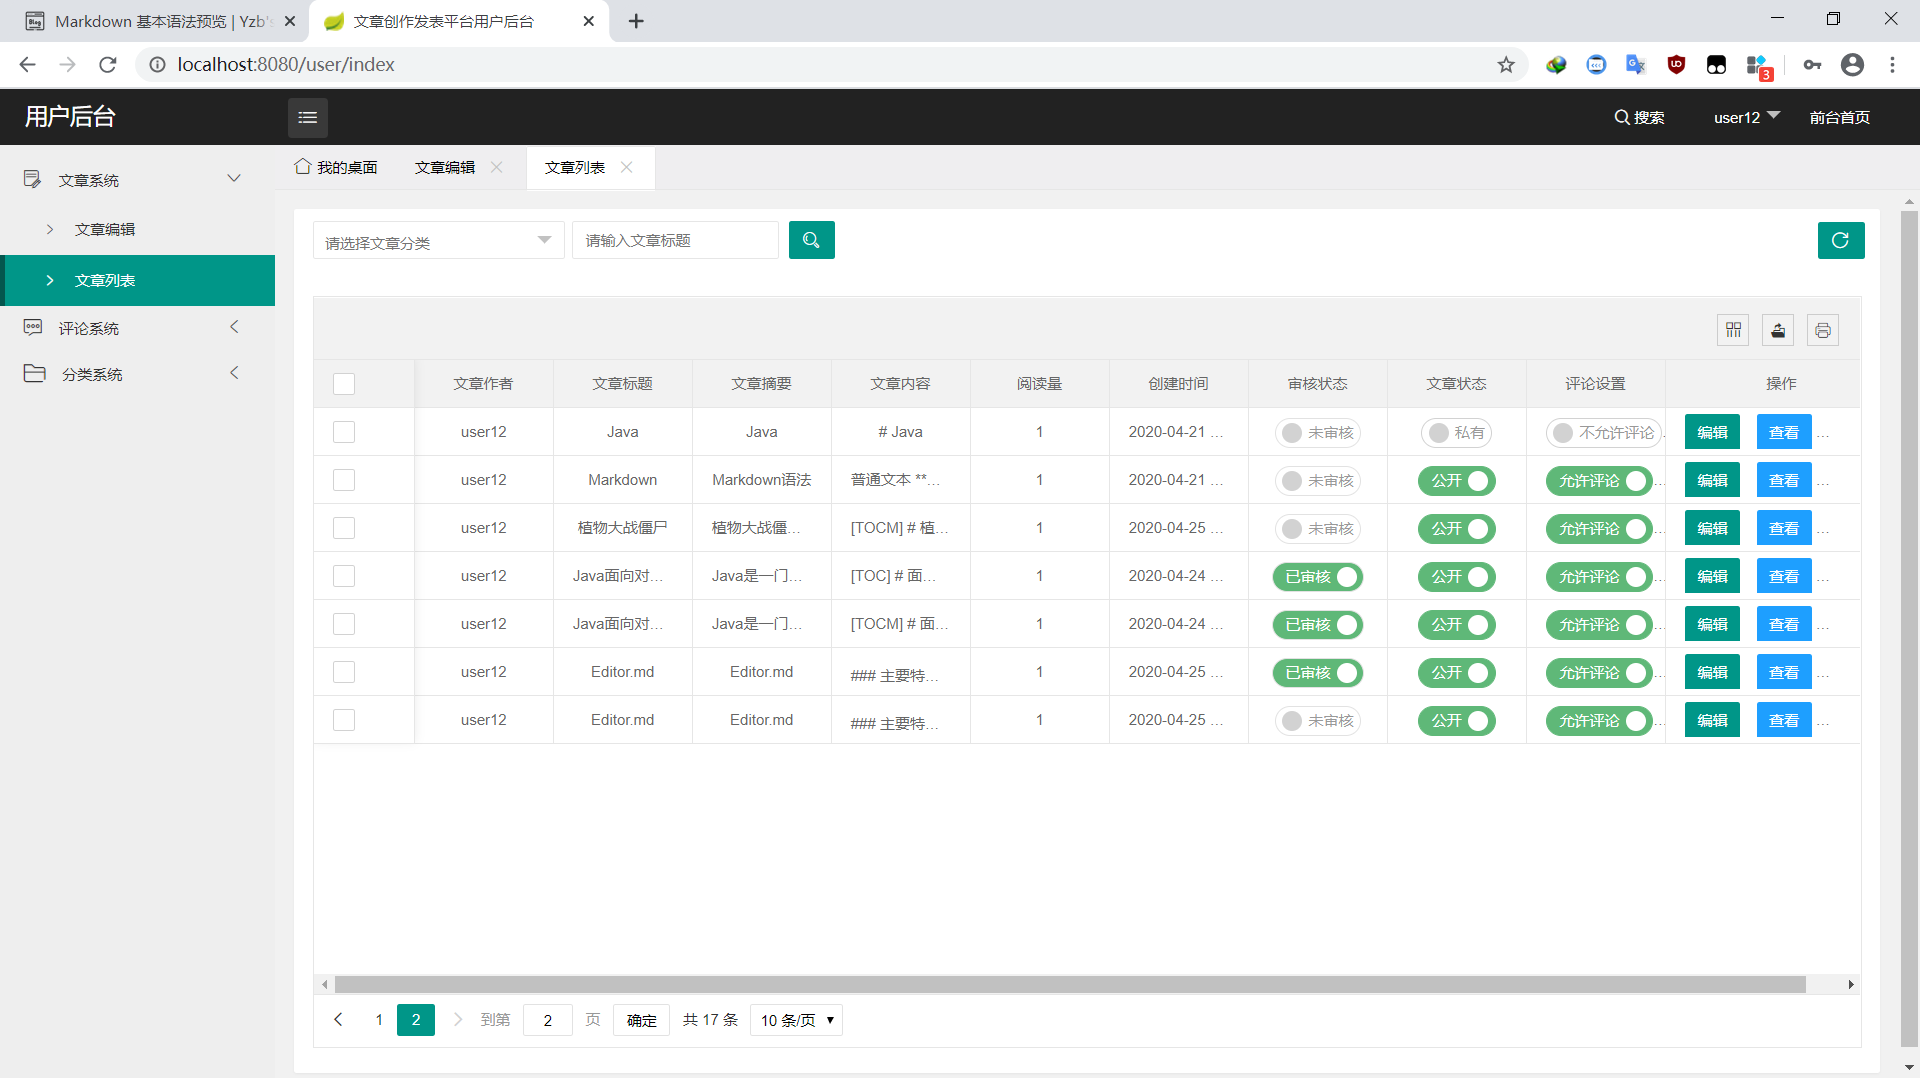 Markdown 基本语法预览 | Yzb's
文章创作发表平台用户后台
localhost:8080/user/index
3
用户后台
搜索
user12
前台首页
文章系统
文章编辑
文章列表
评论系统
分类系统
我的桌面
文章编辑
文章列表
请选择文章分类
请输入文章标题
文章作者 文章标题 文章摘要 文章内容 阅读量 创建时间 审核状态 文章状态 评论设置 操作
user12 Java Java # Java 1 2020-04-21 ... 未审核 私有 不允许评论 ... 编辑 查看 ...
user12 Markdown Markdown语法 普通文本 **... 1 2020-04-21 ... 未审核 公开 允许评论 ... 编辑 查看 ...
user12 植物大战僵尸 植物大战僵... [TOCM] # 植... 1 2020-04-25 ... 未审核 公开 允许评论 ... 编辑 查看 ...
user12 Java面向对... Java是一门... [TOC] # 面... 1 2020-04-24 ... 已审核 公开 允许评论 ... 编辑 查看 ...
user12 Java面向对... Java是一门... [TOCM] # 面... 1 2020-04-24 ... 已审核 公开 允许评论 ... 编辑 查看 ...
user12 Editor.md Editor.md ### 主要特... 1 2020-04-25 ... 已审核 公开 允许评论 ... 编辑 查看 ...
user12 Editor.md Editor.md ### 主要特... 1 2020-04-25 ... 未审核 公开 允许评论 ... 编辑 查看 ...
1 2 到第 2 页 确定 共 17 条 10 条/页